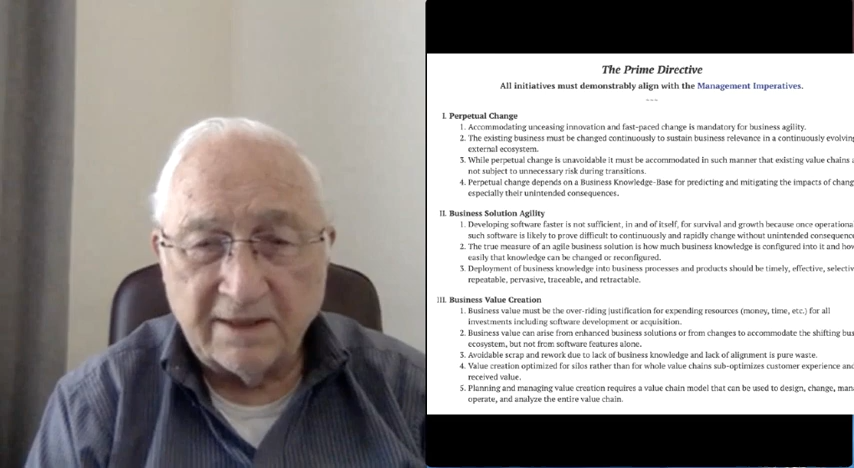 The Prime Directive
All initiatives must demonstrably align with the Management Imperatives.
~~~
I. Perpetual Change
1. Accommodating unceasing innovation and fast-paced change is mandatory for business agility.
2. The existing business must be changed continuously to sustain business relevance in a continuously evolving
external ecosystem.
3. While perpetual change is unavoidable it must be accommodated in such manner that existing value chains
not subject to unnecessary risk during transitions.
4. Perpetual change depends on a Business Knowledge-Base for predicting and mitigating the impacts of
especially their unintended consequences.
II. Business Solution Agility
1. Developing software faster is not sufficient, in and of itself, for survival and growth because once
such software is likely to prove difficult to continuously and rapidly change without unintended
2. The true measure of an agile business solution is how much business knowledge is configured into it and
easily that knowledge can be changed or reconfigured.
3. Deployment of business knowledge into business processes and products should be timely, effective,
repeatable, pervasive, traceable, and retractable.
III. Business Value Creation
1. Business value must be the over-riding justification for expending resources (money, time, etc.) for all
investments including software development or acquisition.
2. Business value can arise from enhanced business solutions or from changes to accommodate the shifting
ecosystem, but not from software features alone.
3. Avoidable scrap and rework due to lack of business knowledge and lack of alignment is pure waste.
4. Value creation optimized for silos rather than for whole value chains sub-optimizes customer experience
received value.
5. Planning and managing value creation requires a value chain model that can be used to design, change,
operate, and analyze the entire value chain.